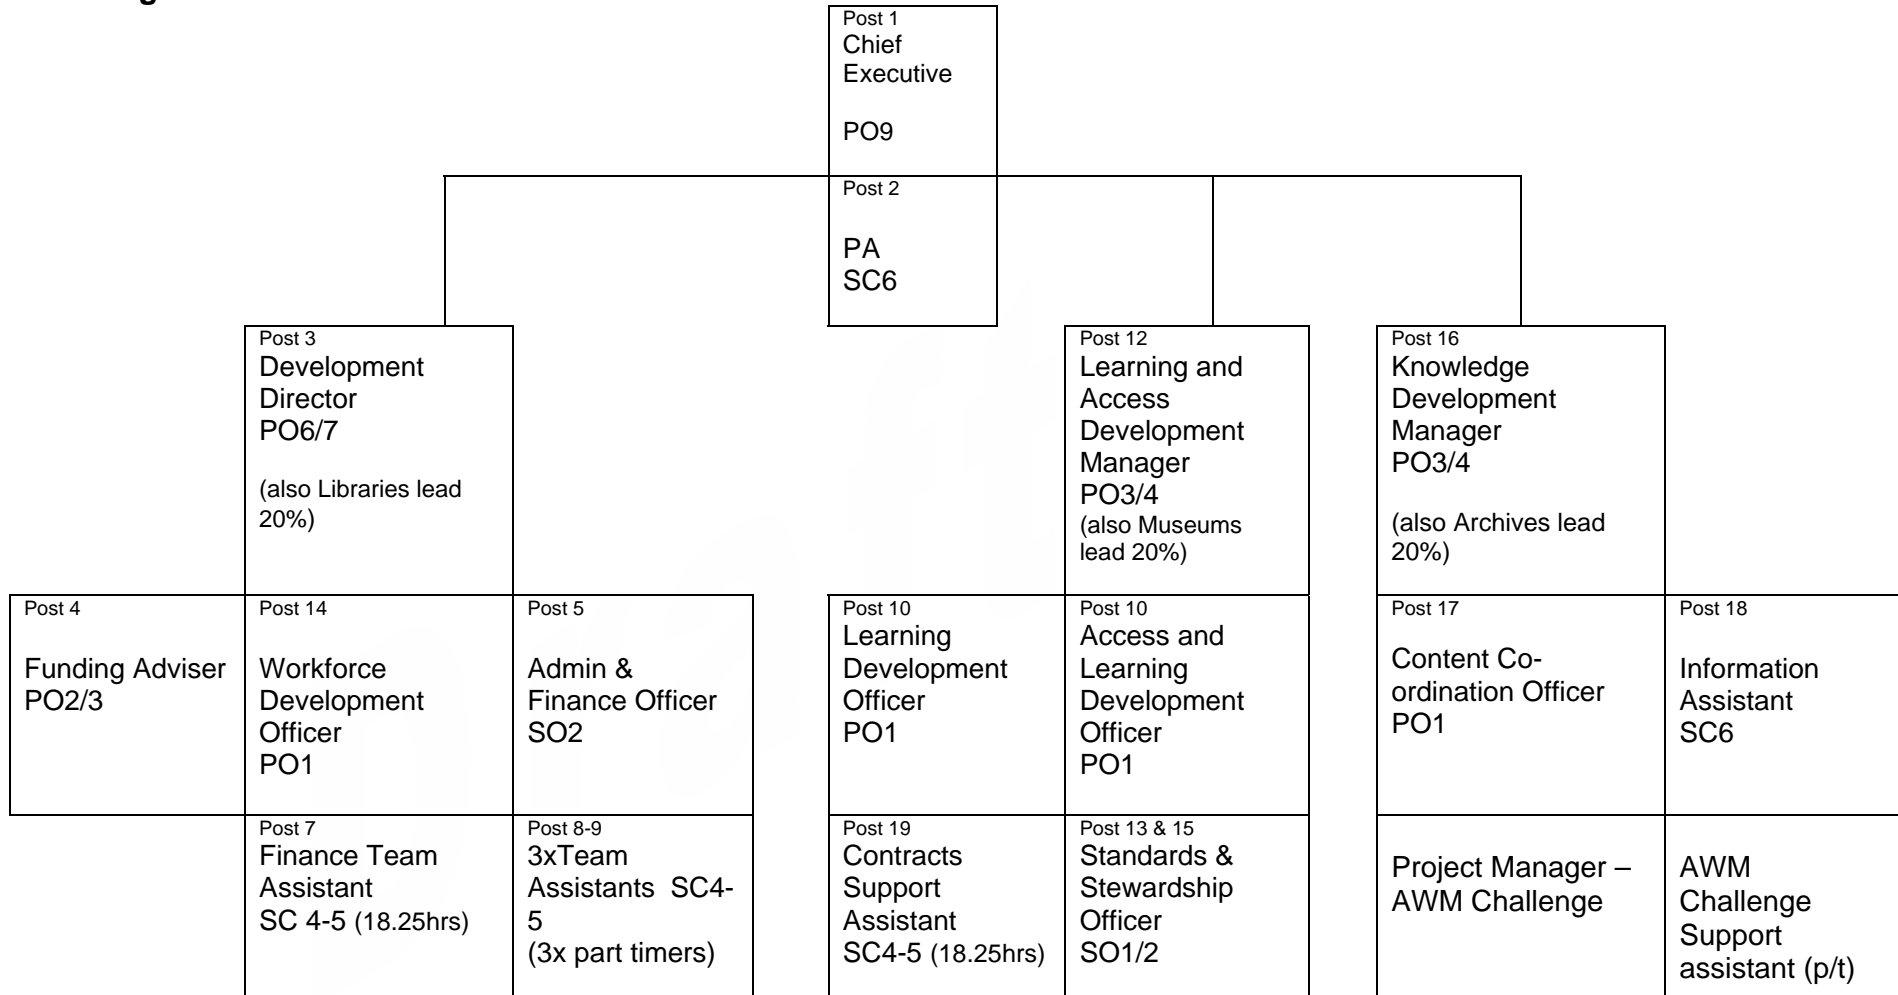 Post 1
Chief
Executive
PO9
Post 2
PA
SC6
Post 3
Development
Director
PO6/7
(also Libraries lead
20%)
Post 12
Learning and
Access
Development
Manager
PO3/4
(also Museums
lead 20%)
Post 16
Knowledge
Development
Manager
PO3/4
(also Archives lead
20%)
Post 4
Funding Adviser
PO2/3
Post 14
Workforce
Development
Officer
PO1
Post 5
Admin &
Finance Officer
SO2
Post 10
Learning
Development
Officer
PO1
Post 10
Access and
Learning
Development
Officer
PO1
Post 17
Content Co-
ordination Officer
PO1
Post 18
Information
Assistant
SC6
Post 7
Finance Team
Assistant
SC 4-5 (18.25hrs)
Post 8-9
3xTeam
Assistants  SC4-
5
(3x part timers)
Post 19
Contracts
Support
Assistant
SC4-5 (18.25hrs)
Post 13 & 15
Standards &
Stewardship
Officer
SO1/2
Project Manager –
AWM Challenge
AWM
Challenge
Support
assistant (p/t)